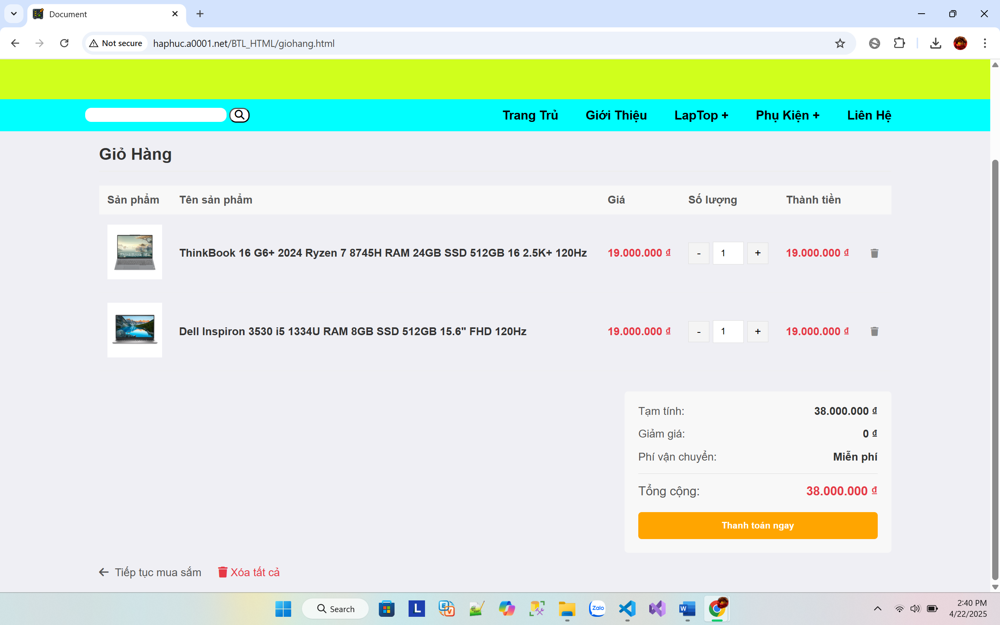 Document
Not secure
haphuc.a0001.net/BTL_HTML/giohang.html
Trang Trủ
Giới Thiệu
LapTop +
Phụ Kiện +
Liên Hệ
Giỏ Hàng
Sản phẩm
Tên sản phẩm
Giá
Số lượng
Thành tiền
ThinkBook 16+
ThinkBook 16 G6+ 2024 Ryzen 7 8745H RAM 24GB SSD 512GB 16 2.5K+ 120Hz
19.000.000 ₫
-
1
+
19.000.000 ₫
Dell Inspiron 3530 i5 1334U RAM 8GB SSD 512GB 15.6" FHD 120Hz
19.000.000 ₫
-
1
+
19.000.000 ₫
Tạm tính:
38.000.000 ₫
Giảm giá:
0 ₫
Phí vận chuyển:
Miễn phí
Tổng cộng:
38.000.000 ₫
Thanh toán ngay
Tiếp tục mua sắm
Xóa tất cả
Search
L
E
V
Zalo
W
2:40 PM
4/22/2025